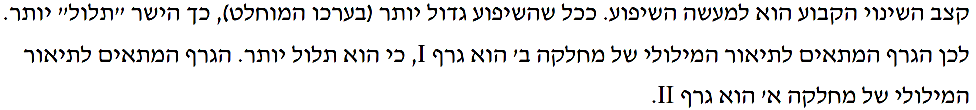 קצב השינוי הקבוע הוא למעשה השיפוע. ככל שהשיפוע גדול יותר (בערכו המוחלט), כך הישר ״תלול״ יותר.
לכן הגרף המתאים לתיאור המילולי של מחלקה ב׳ הוא גרף I, כי הוא תלול יותר. הגרף המתאים לתיאור
המילולי של מחלקה א׳ הוא גרף II.